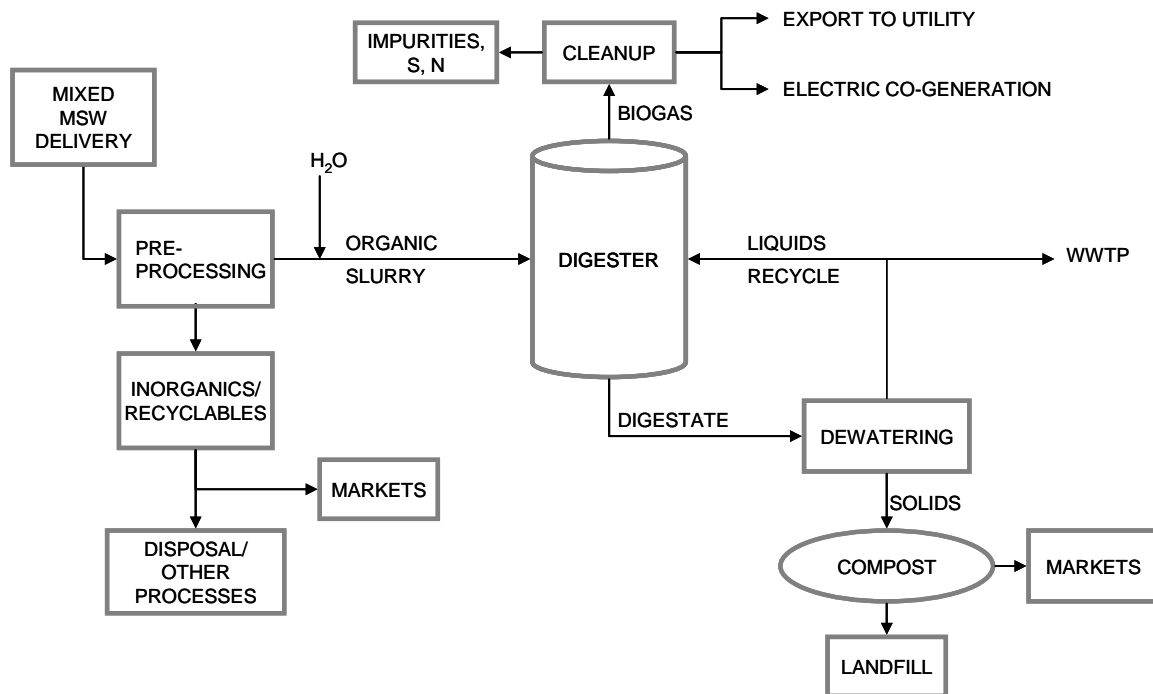 EXPORT TO UTILITY
IMPURITIES,
S, N
CLEANUP
ELECTRIC CO-GENERATION
MIXED
MSW
DELIVERY
BIOGAS
H₂O
PRE-
PROCESSING
ORGANIC
SLURRY
DIGESTER
LIQUIDS
RECYCLE
WWTP
INORGANICS/
RECYCLABLES
DIGESTATE
DEWATERING
MARKETS
SOLIDS
DISPOSAL/
OTHER
PROCESSES
COMPOST
MARKETS
LANDFILL